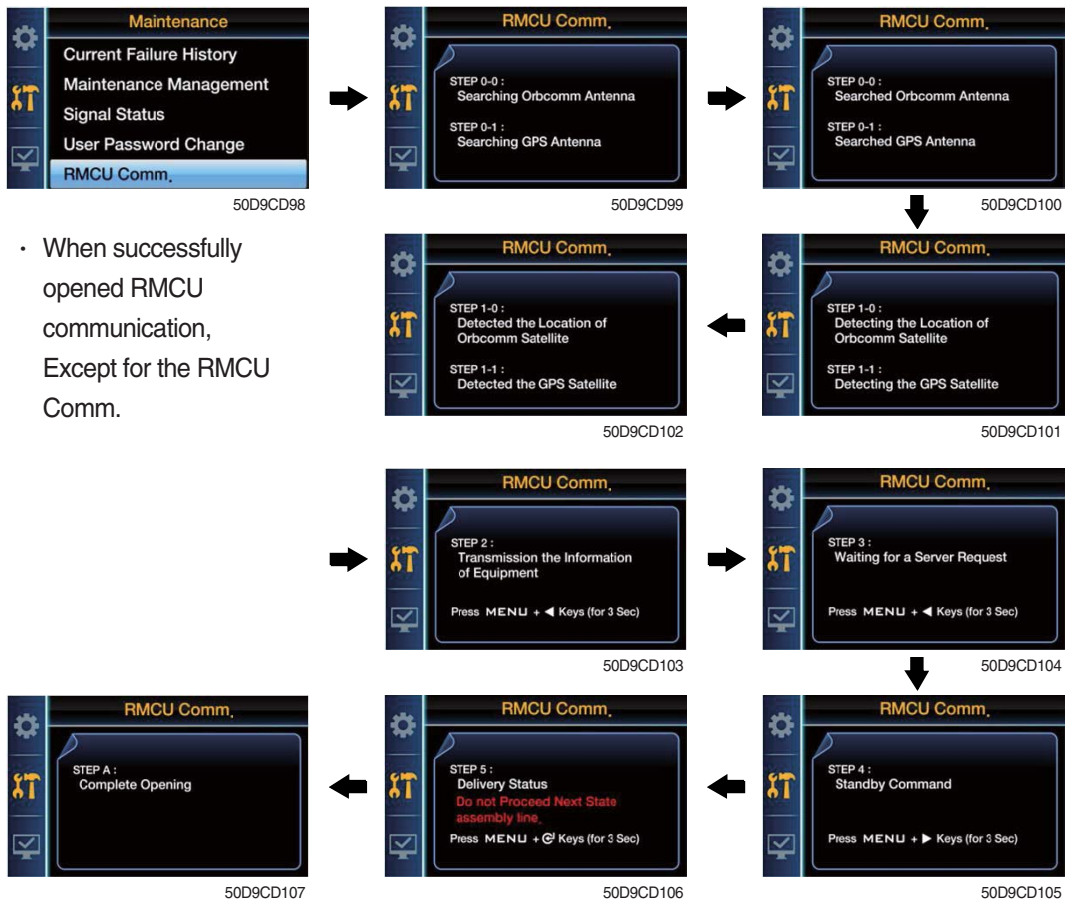 Maintenance
Current Failure History
Maintenance Management
Signal Status
User Password Change
RMCU Comm.
50D9CD98
RMCU Comm.
STEP 0-0 :
Searching Orbcomm Antenna
STEP 0-1 :
Searching GPS Antenna
50D9CD99
RMCU Comm.
STEP 0-0 :
Searched Orbcomm Antenna
STEP 0-1 :
Searched GPS Antenna
50D9CD100
· When successfully
opened RMCU
communication,
Except for the RMCU
Comm.
RMCU Comm.
STEP 1-0 :
Detected the Location of
Orbcomm Satellite
STEP 1-1 :
Detected the GPS Satellite
50D9CD102
RMCU Comm.
STEP 1-0 :
Detecting the Location of
Orbcomm Satellite
STEP 1-1 :
Detecting the GPS Satellite
50D9CD101
RMCU Comm.
STEP 2 :
Transmission the Information
of Equipment
Press MENU + ◀ Keys (for 3 Sec)
50D9CD103
RMCU Comm.
STEP 3 :
Waiting for a Server Request
Press MENU + ◀ Keys (for 3 Sec)
50D9CD104
RMCU Comm.
STEP A :
Complete Opening
50D9CD107
RMCU Comm.
STEP 5 :
Delivery Status
Do not Proceed Next State
assembly line.
Press MENU + Keys (for 3 Sec)
50D9CD106
RMCU Comm.
STEP 4 :
Standby Command
Press MENU + ▶ Keys (for 3 Sec)
50D9CD105